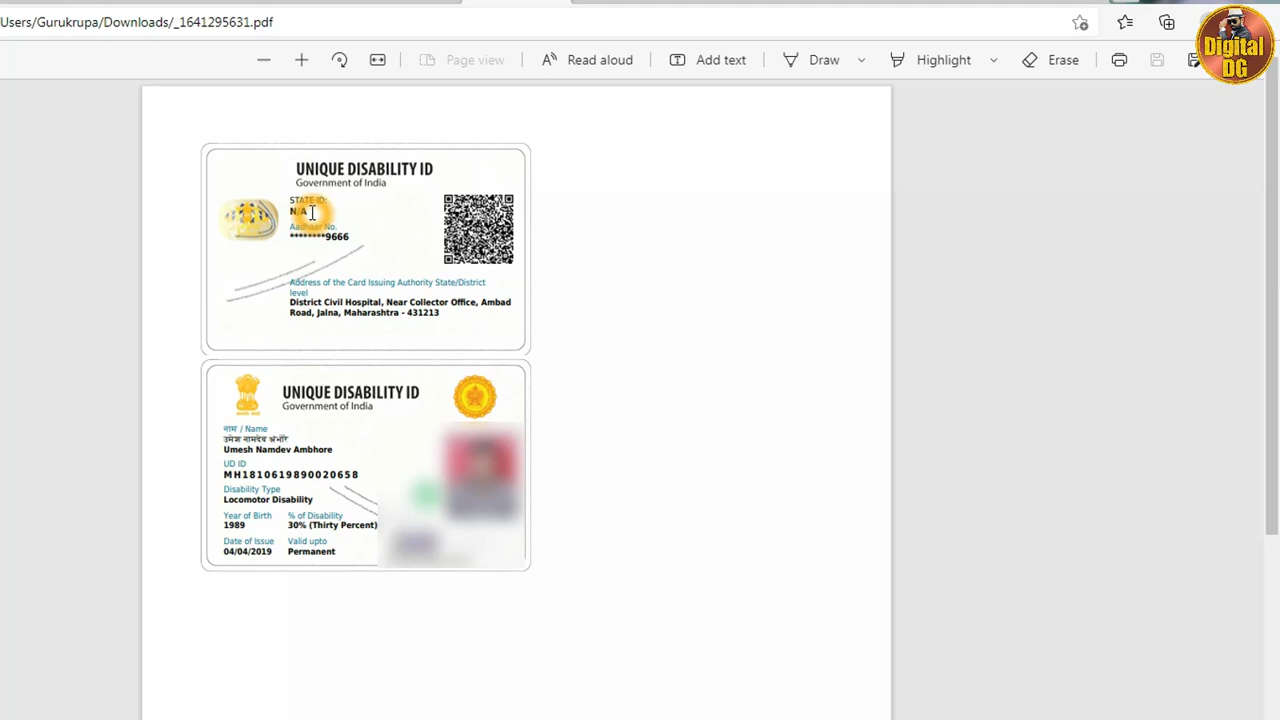 Users/Gurukrupa/Downloads/_1641295631.pdf
Page view
Read aloud
Add text
Draw
Highlight
Erase
Digital
DG
UNIQUE DISABILITY ID
Government of India
STATE ID:
N/A
Aadhaar No.
********9666
Address of the Card Issuing Authority State/District
level
District Civil Hospital, Near Collector Office, Ambad
Road, Jalna, Maharashtra - 431213
UNIQUE DISABILITY ID
Government of India
नाम / Name
उमेश नामदेव अंभोरे
Umesh Namdev Ambhore
UD ID
MH1810619890020658
Disability Type
Locomotor Disability
Year of Birth % of Disability
1989 30% (Thirty Percent)
Date of Issue Valid upto
04/04/2019 Permanent